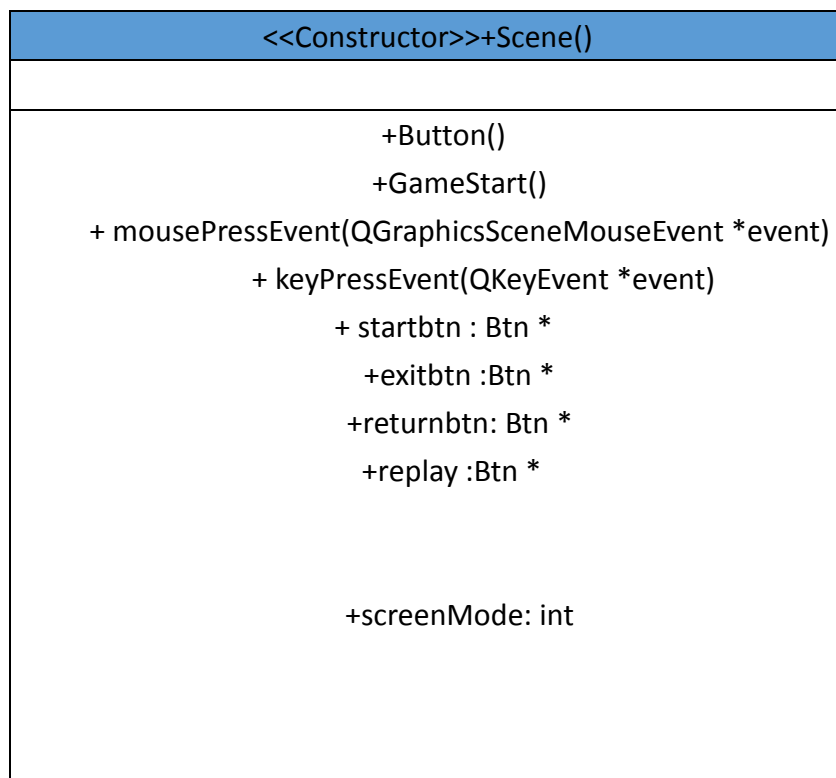 <<Constructor>>+Scene()
+Button()
+GameStart()
+ mousePressEvent(QGraphicsSceneMouseEvent *event)
+ keyPressEvent(QKeyEvent *event)
+ startbtn : Btn *
+exitbtn :Btn *
+returnbtn: Btn *
+replay :Btn *
+screenMode: int